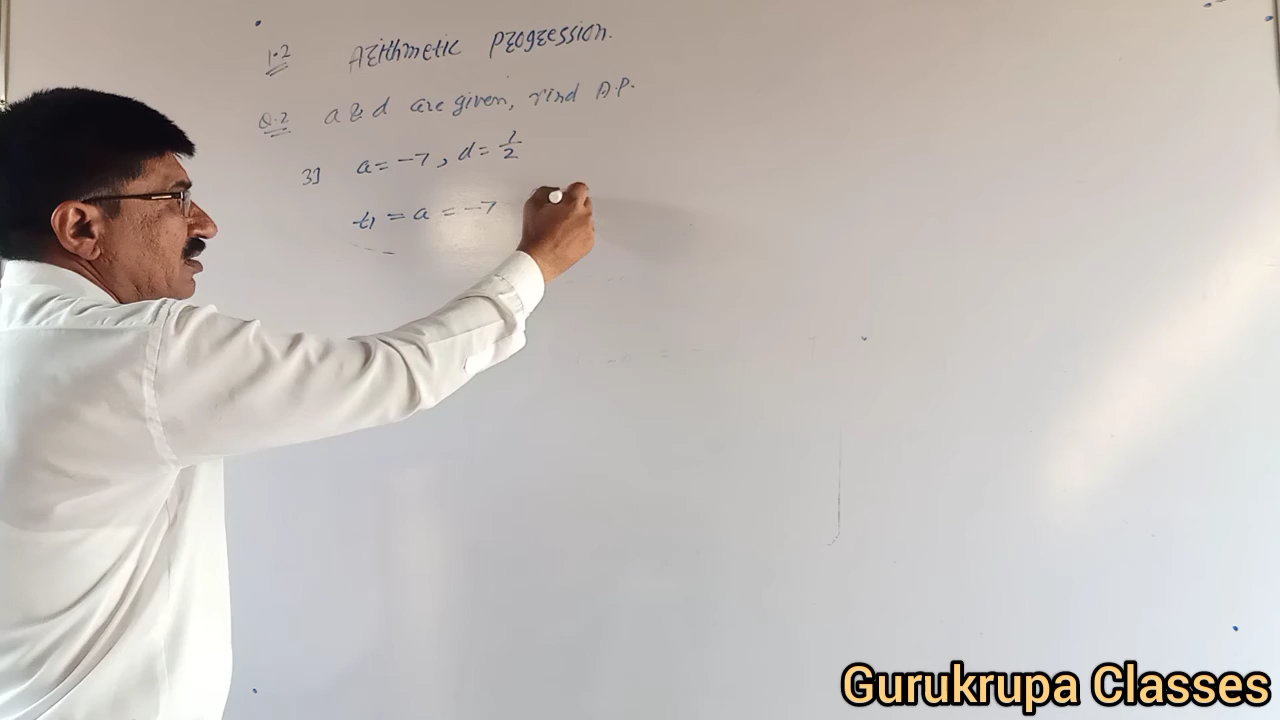 1.2 Arithmetic progression.
Q.2 a & d are given, find A.P.
3] a = -7, d = 1/2
t1 = a = -7
Gurukrupa Classes